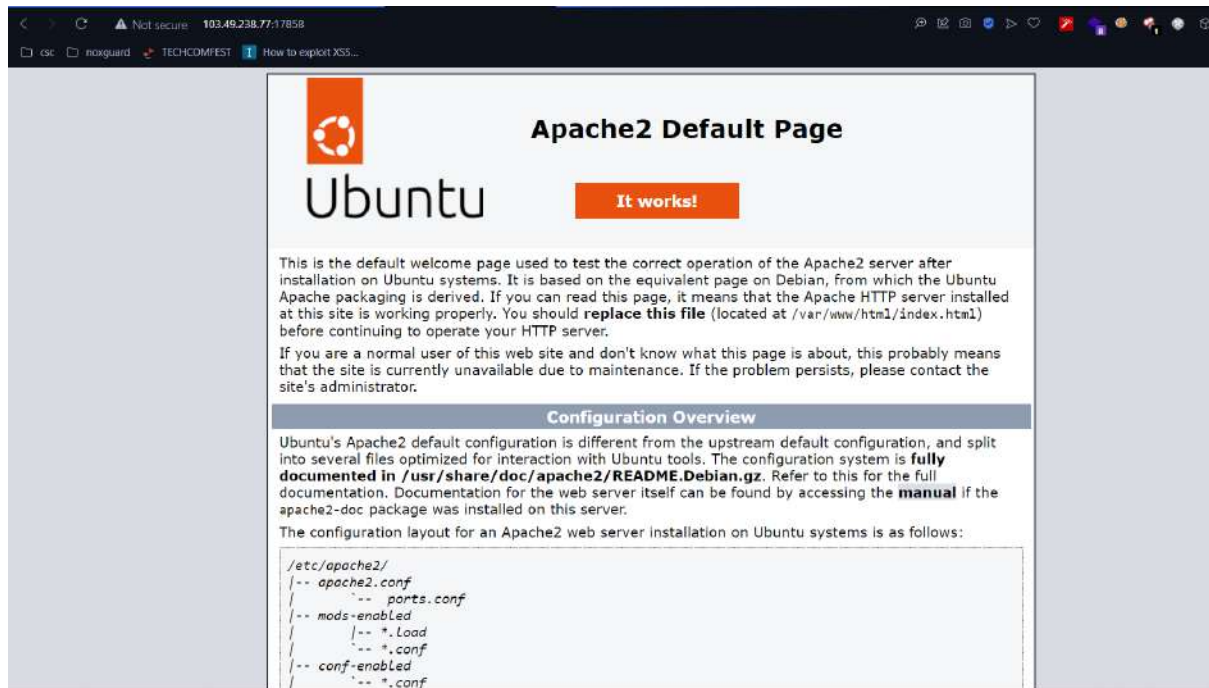 Not secure 103.49.238.77:17858
csc noxguard TECHCOMFEST How to exploit XSS...
Apache2 Default Page
Ubuntu
It works!
This is the default welcome page used to test the correct operation of the Apache2 server after
installation on Ubuntu systems. It is based on the equivalent page on Debian, from which the Ubuntu
Apache packaging is derived. If you can read this page, it means that the Apache HTTP server installed
at this site is working properly. You should replace this file (located at /var/www/html/index.html)
before continuing to operate your HTTP server.
If you are a normal user of this web site and don't know what this page is about, this probably means
that the site is currently unavailable due to maintenance. If the problem persists, please contact the
site's administrator.
Configuration Overview
Ubuntu's Apache2 default configuration is different from the upstream default configuration, and split
into several files optimized for interaction with Ubuntu tools. The configuration system is fully
documented in /usr/share/doc/apache2/README.Debian.gz. Refer to this for the full
documentation. Documentation for the web server itself can be found by accessing the manual if the
apache2-doc package was installed on this server.
The configuration layout for an Apache2 web server installation on Ubuntu systems is as follows:
/etc/apache2/
|-- apache2.conf
|       `--  ports.conf
|-- mods-enabled
|       |-- *.load
|       `-- *.conf
|-- conf-enabled
|       `-- *.conf